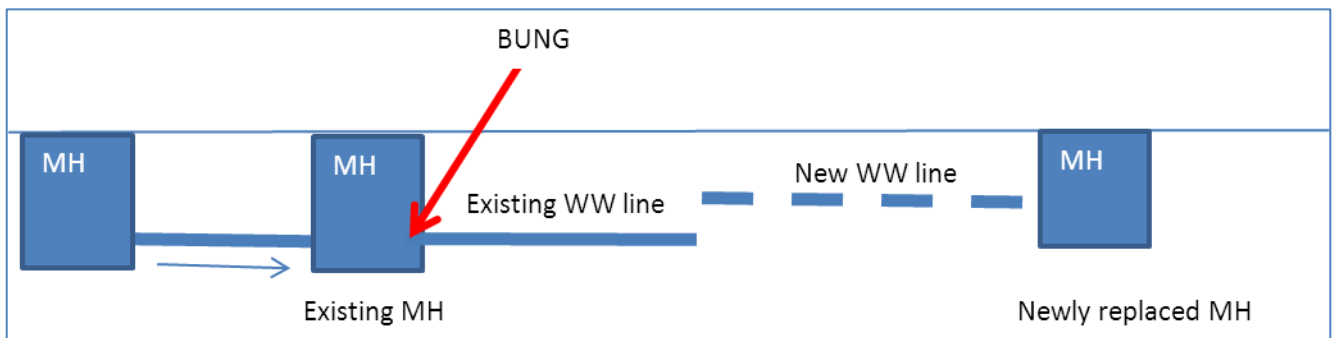 BUNG
MH
MH
MH
Existing WW line
New WW line
Existing MH
Newly replaced MH